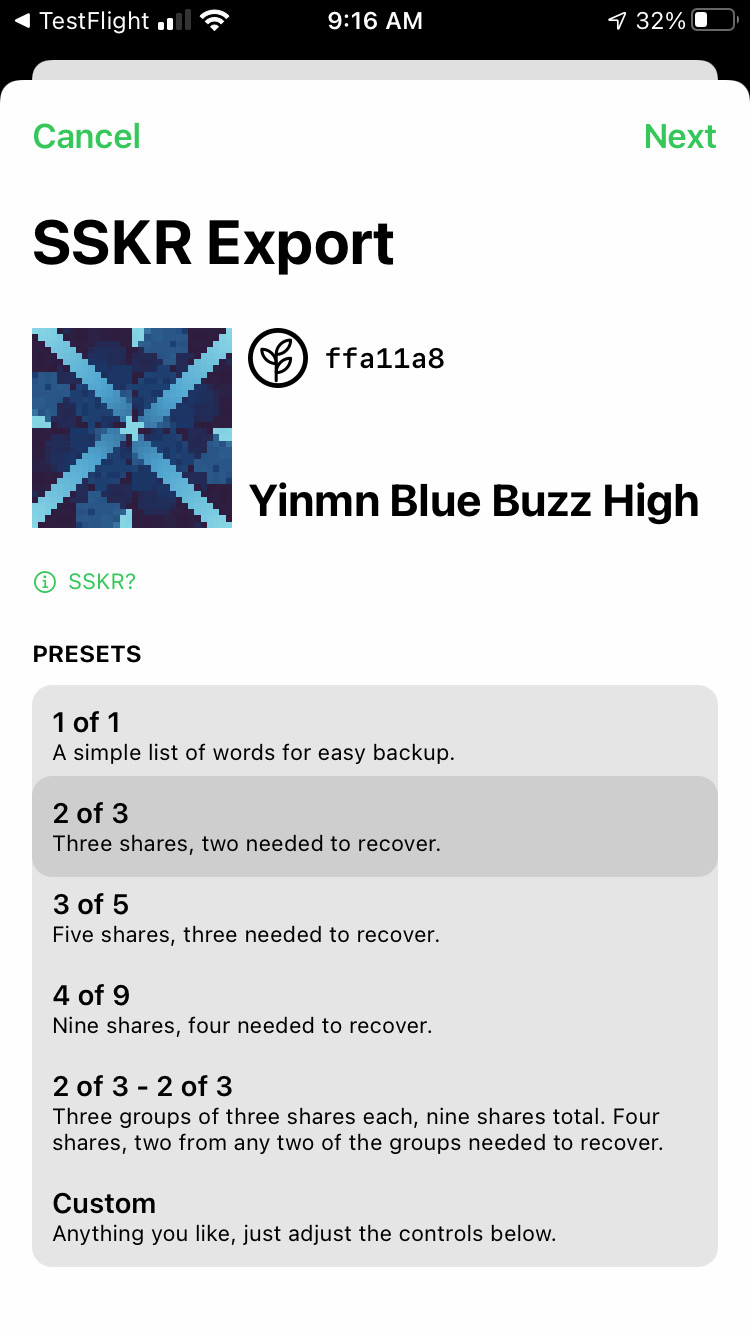 TestFlight 9:16 AM 32%
Cancel Next
SSKR Export
ffa11a8
Yinmn Blue Buzz High
SSKR?
PRESETS
1 of 1
A simple list of words for easy backup.
2 of 3
Three shares, two needed to recover.
3 of 5
Five shares, three needed to recover.
4 of 9
Nine shares, four needed to recover.
2 of 3 - 2 of 3
Three groups of three shares each, nine shares total. Four
shares, two from any two of the groups needed to recover.
Custom
Anything you like, just adjust the controls below.